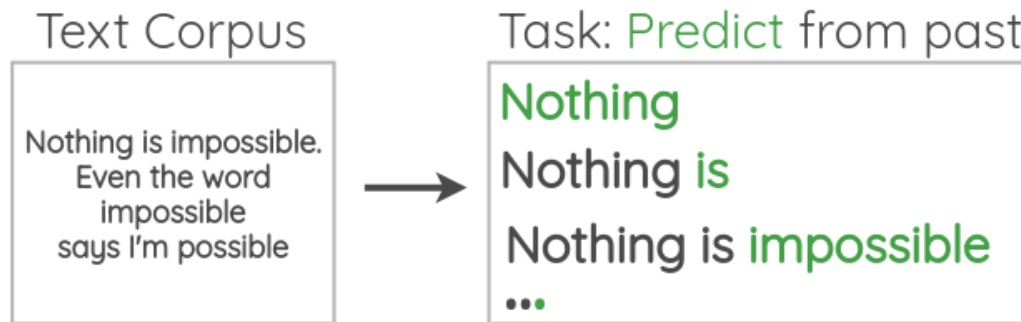 Text Corpus
Nothing is impossible.
Even the word
impossible
says I'm possible
Task: Predict from past
Nothing
Nothing is
Nothing is impossible
...